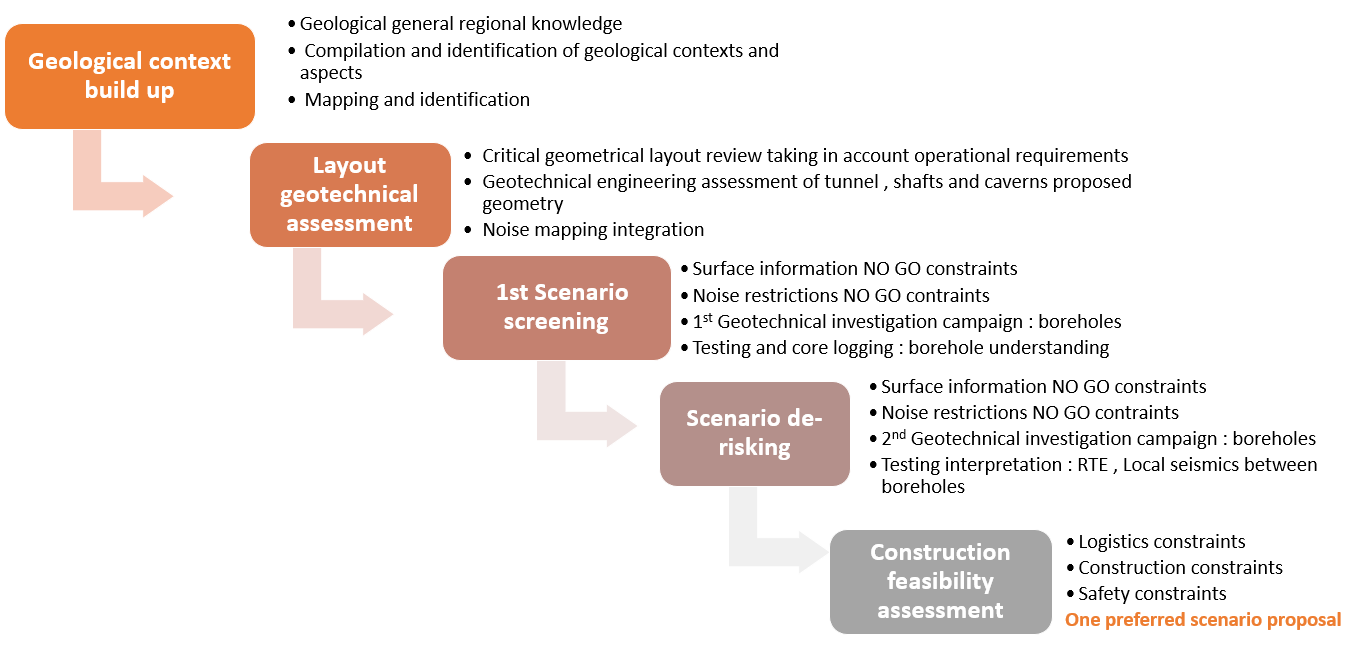 Geological context
build up
• Geological general regional knowledge
• Compilation and identification of geological contexts and
aspects
• Mapping and identification
Layout
geotechnical
assessment
• Critical geometrical layout review taking in account operational requirements
• Geotechnical engineering assessment of tunnel , shafts and caverns proposed
geometry
• Noise mapping integration
1st Scenario
screening
• Surface information NO GO constraints
• Noise restrictions NO GO contraints
• 1st Geotechnical investigation campaign : boreholes
• Testing and core logging : borehole understanding
Scenario de-
risking
• Surface information NO GO constraints
• Noise restrictions NO GO contraints
• 2nd Geotechnical investigation campaign : boreholes
• Testing interpretation : RTE , Local seismics between
boreholes
Construction
feasibility
assessment
• Logistics constraints
• Construction constraints
• Safety constraints
One preferred scenario proposal